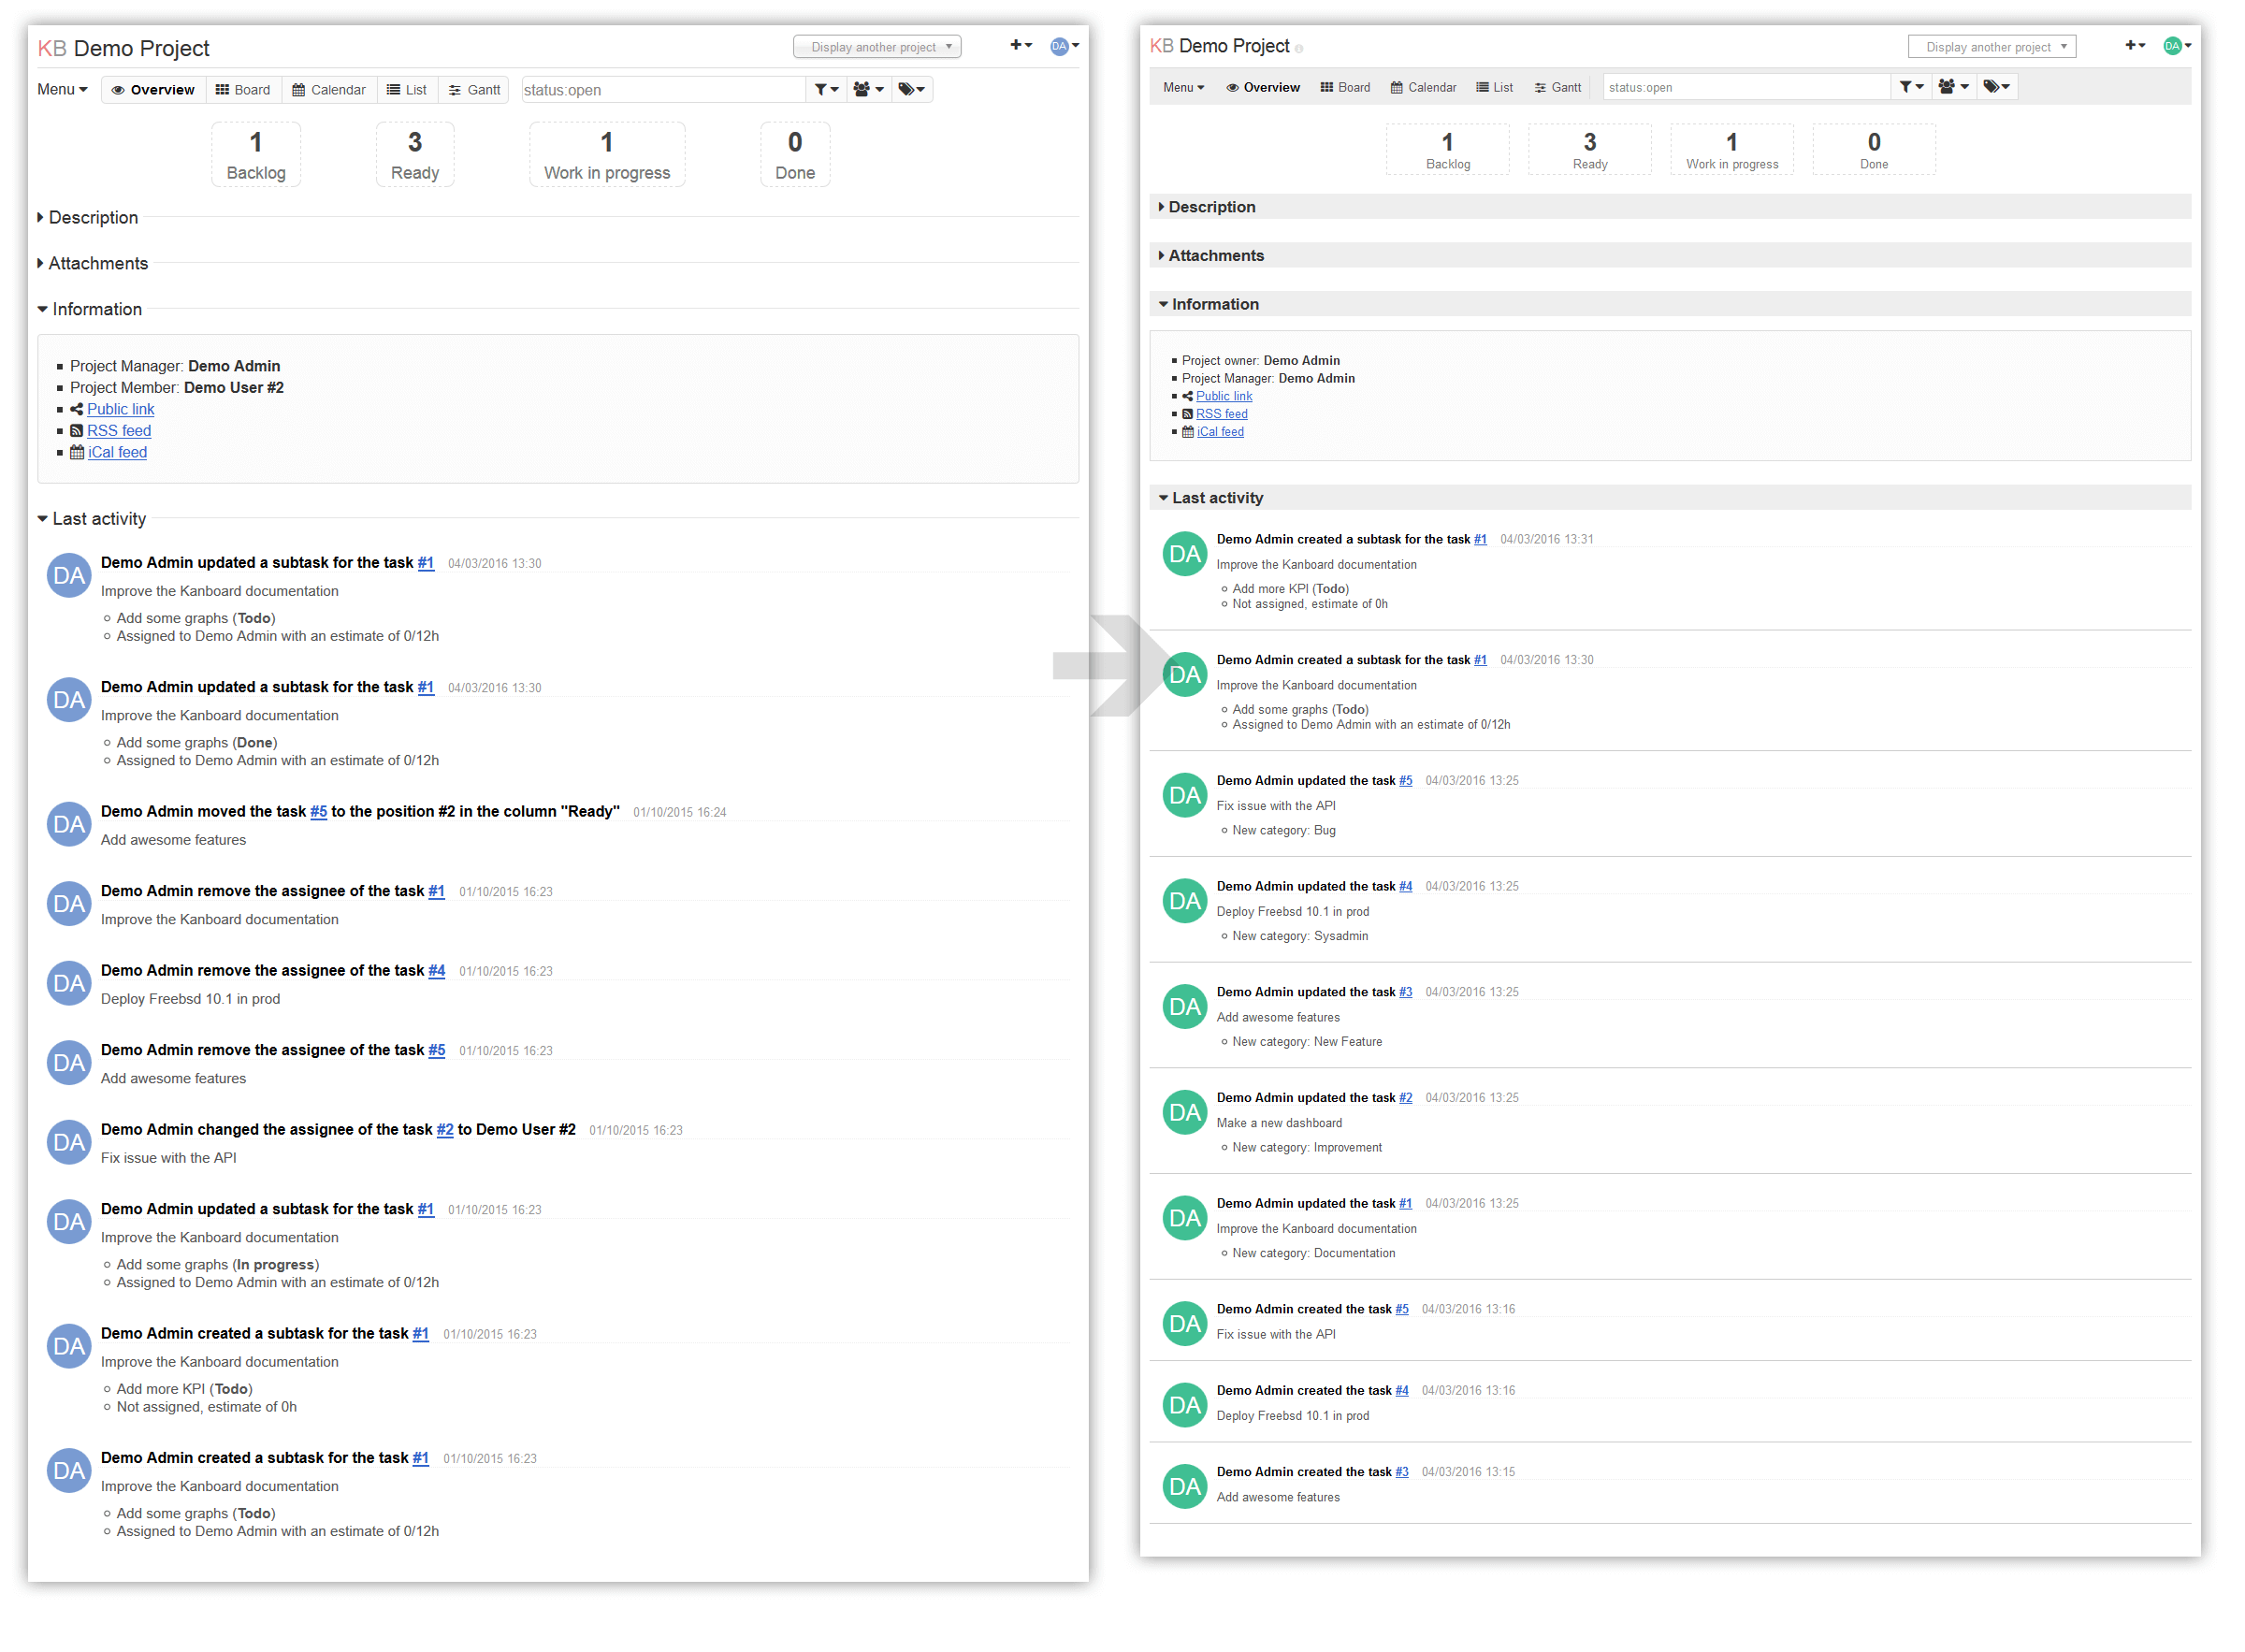 KB Demo Project
Display another project
DA
Menu
Overview
Board
Calendar
List
Gantt
status:open
1
Backlog
3
Ready
1
Work in progress
0
Done
Description
Attachments
Information
Project Manager: Demo Admin
Project Member: Demo User #2
Public link
RSS feed
iCal feed
Last activity
DA
Demo Admin updated a subtask for the task #1 04/03/2016 13:30
Improve the Kanboard documentation
Add some graphs (Todo)
Assigned to Demo Admin with an estimate of 0/12h
DA
Demo Admin updated a subtask for the task #1 04/03/2016 13:30
Improve the Kanboard documentation
Add some graphs (Done)
Assigned to Demo Admin with an estimate of 0/12h
DA
Demo Admin moved the task #5 to the position #2 in the column "Ready" 01/10/2015 16:24
Add awesome features
DA
Demo Admin remove the assignee of the task #1 01/10/2015 16:23
Improve the Kanboard documentation
DA
Demo Admin remove the assignee of the task #4 01/10/2015 16:23
Deploy Freebsd 10.1 in prod
DA
Demo Admin remove the assignee of the task #5 01/10/2015 16:23
Add awesome features
DA
Demo Admin changed the assignee of the task #2 to Demo User #2 01/10/2015 16:23
Fix issue with the API
DA
Demo Admin updated a subtask for the task #1 01/10/2015 16:23
Improve the Kanboard documentation
Add some graphs (In progress)
Assigned to Demo Admin with an estimate of 0/12h
DA
Demo Admin created a subtask for the task #1 01/10/2015 16:23
Improve the Kanboard documentation
Add more KPI (Todo)
Not assigned, estimate of 0h
DA
Demo Admin created a subtask for the task #1 01/10/2015 16:23
Improve the Kanboard documentation
Add some graphs (Todo)
Assigned to Demo Admin with an estimate of 0/12h
KB Demo Project
Display another project
DA
Menu
Overview
Board
Calendar
List
Gantt
status:open
1
Backlog
3
Ready
1
Work in progress
0
Done
Description
Attachments
Information
Project owner: Demo Admin
Project Manager: Demo Admin
Public link
RSS feed
iCal feed
Last activity
DA
Demo Admin created a subtask for the task #1 04/03/2016 13:31
Improve the Kanboard documentation
Add more KPI (Todo)
Not assigned, estimate of 0h
DA
Demo Admin created a subtask for the task #1 04/03/2016 13:30
Improve the Kanboard documentation
Add some graphs (Todo)
Assigned to Demo Admin with an estimate of 0/12h
DA
Demo Admin updated the task #5 04/03/2016 13:25
Fix issue with the API
New category: Bug
DA
Demo Admin updated the task #4 04/03/2016 13:25
Deploy Freebsd 10.1 in prod
New category: Sysadmin
DA
Demo Admin updated the task #3 04/03/2016 13:25
Add awesome features
New category: New Feature
DA
Demo Admin updated the task #2 04/03/2016 13:25
Make a new dashboard
New category: Improvement
DA
Demo Admin updated the task #1 04/03/2016 13:25
Improve the Kanboard documentation
New category: Documentation
DA
Demo Admin created the task #5 04/03/2016 13:16
Fix issue with the API
DA
Demo Admin created the task #4 04/03/2016 13:16
Deploy Freebsd 10.1 in prod
DA
Demo Admin created the task #3 04/03/2016 13:15
Add awesome features